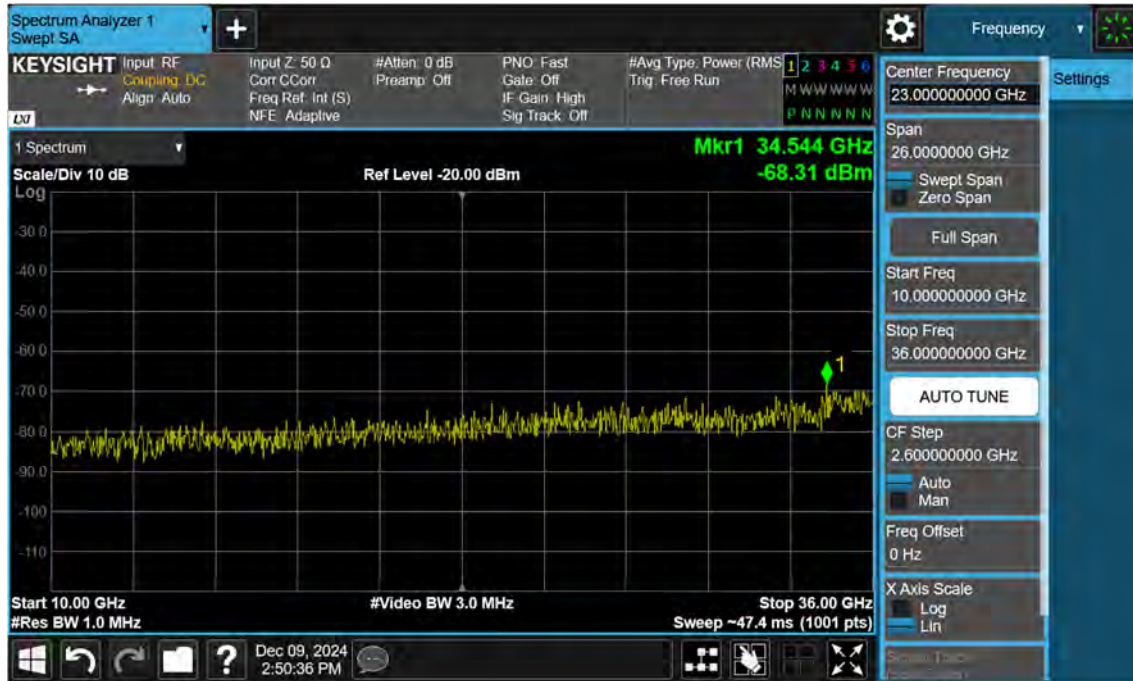 Spectrum Analyzer 1
Swept SA
+
Frequency
KEYSIGHT
Input: RF
Coupling: DC
Align: Auto
Input Z: 50 Ω
Corr CCorr
Freq Ref: Int (S)
NFE: Adaptive
#Atten: 0 dB
Preamp: Off
PNO: Fast
Gate: Off
IF Gain: High
Sig Track: Off
#Avg Type: Power (RMS
Trig: Free Run
1 2 3 4 5 6
M W W W W W
P N N N N N
LXI
Center Frequency
23.000000000 GHz
Settings
1 Spectrum
Mkr1 34.544 GHz
-68.31 dBm
Scale/Div 10 dB
Ref Level -20.00 dBm
Log
-30.0
-40.0
-50.0
-60.0
-70.0
-80.0
-90.0
-100
-110
1
Start 10.00 GHz
#Video BW 3.0 MHz
Stop 36.00 GHz
#Res BW 1.0 MHz
Sweep ~47.4 ms (1001 pts)
Span
26.0000000 GHz
Swept Span
Zero Span
Full Span
Start Freq
10.000000000 GHz
Stop Freq
36.000000000 GHz
AUTO TUNE
CF Step
2.600000000 GHz
Auto
Man
Freq Offset
0 Hz
X Axis Scale
Log
Lin
?
Dec 09, 2024
2:50:36 PM